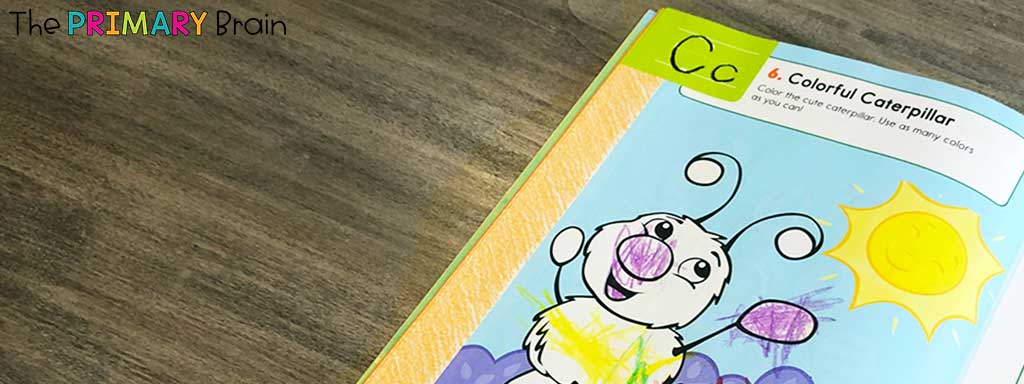 The PRIMARY Brain
Cc
6. Colorful Caterpillar
Color the cute caterpillar. Use as many colors
as you can!